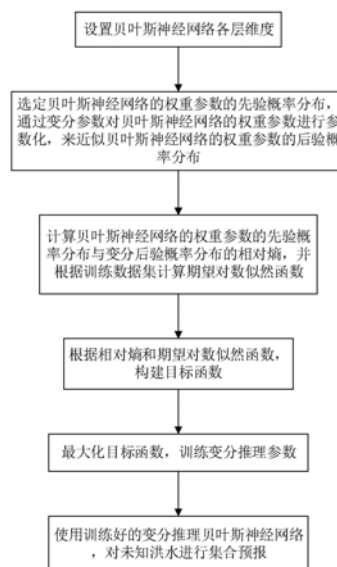 设置贝叶斯神经网络各层维度
选定贝叶斯神经网络的权重参数的先验概率分布，
通过变分参数对贝叶斯神经网络的权重参数进行参
数化，来近似贝叶斯神经网络的权重参数的后验概
率分布
计算贝叶斯神经网络的权重参数的先验概
率分布与变分后验概率分布的相对熵，并
根据训练数据集计算期望对数似然函数
根据相对熵和期望对数似然函数，
构建目标函数
最大化目标函数，训练变分推理参数
使用训练好的变分推理贝叶斯神经网络
，对未知洪水进行集合预报